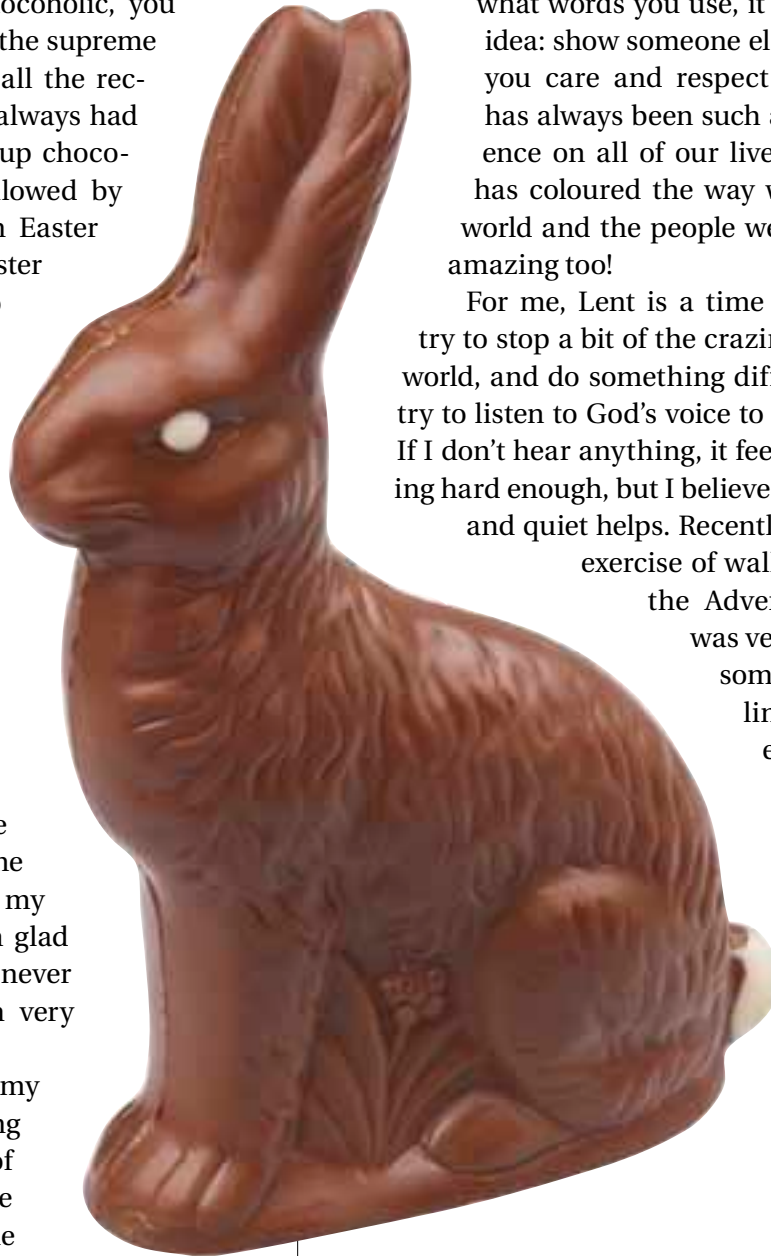 you
the supreme
all the rec-
always had
up choco-
lowed by
Easter
ster
e
ne
my
glad
never
very
my
ng
of
e
e
what words you use, it
idea: show someone el
you care and respect
has always been such a
ence on all of our live
has coloured the way w
world and the people we
amazing too!
For me, Lent is a time
try to stop a bit of the crazin
world, and do something diff
try to listen to God’s voice to
If I don’t hear anything, it fee
ing hard enough, but I believe
and quiet helps. Recentl
exercise of wal
the Adve
was ve
som
lin
e